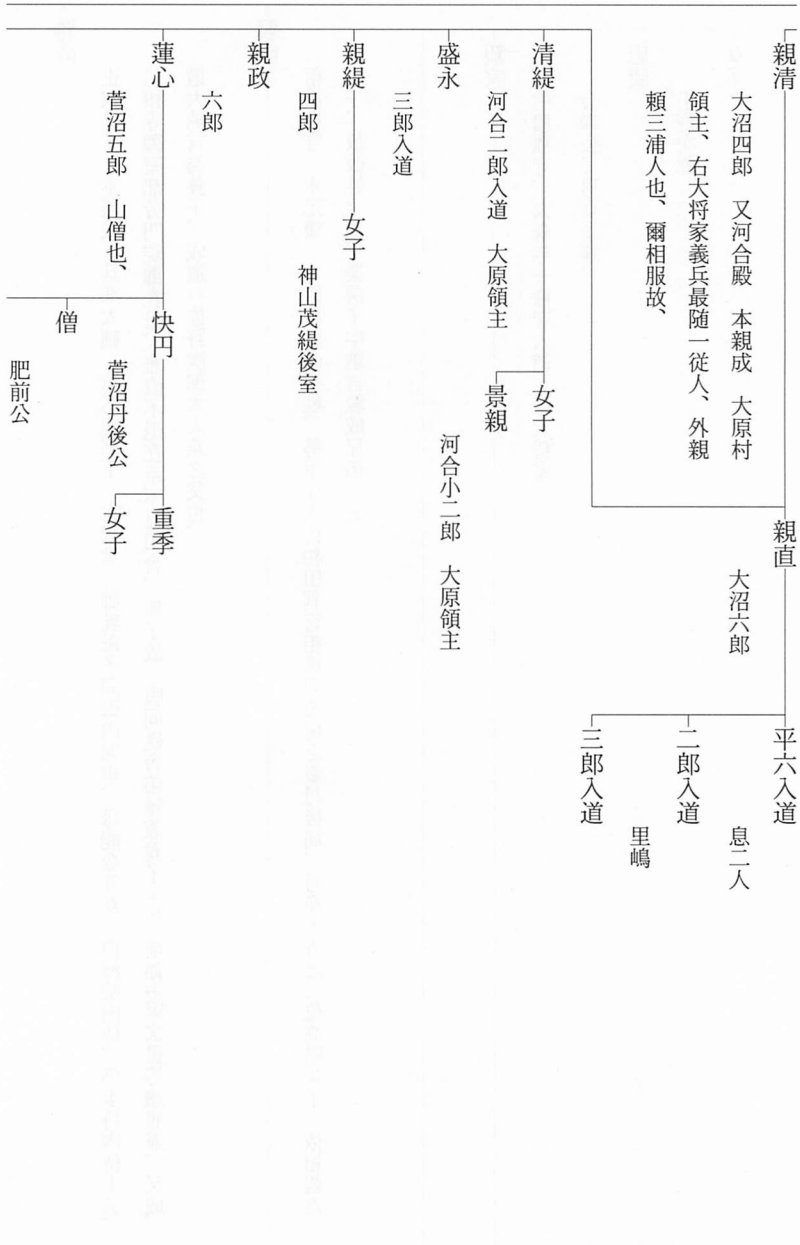 親清
大沼四郎　又河合殿　本親成　大原村
領主、右大将家義兵最随一従人、外親
頼三浦人也、爾相服故、
親直
大沼六郎
平六入道
息二人
二郎入道
里嶋
三郎入道
清緹
河合二郎入道　大原領主
女子
景親
盛永
河合小二郎　大原領主
三郎入道
親緹
四郎
女子
神山茂緹後室
親政
六郎
蓮心
菅沼五郎　山僧也、
快円
菅沼丹後公
重季
女子
僧
肥前公